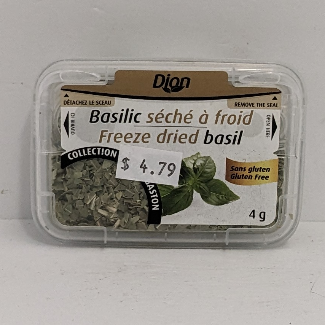 Dion
DÉTACHEZ LE SCEAU
REMOVE THE SEAL
Basilic séché à froid
Freeze dried basil
COLLECTION
$ 4.79
GASTON
Sans gluten
Gluten Free
4 g